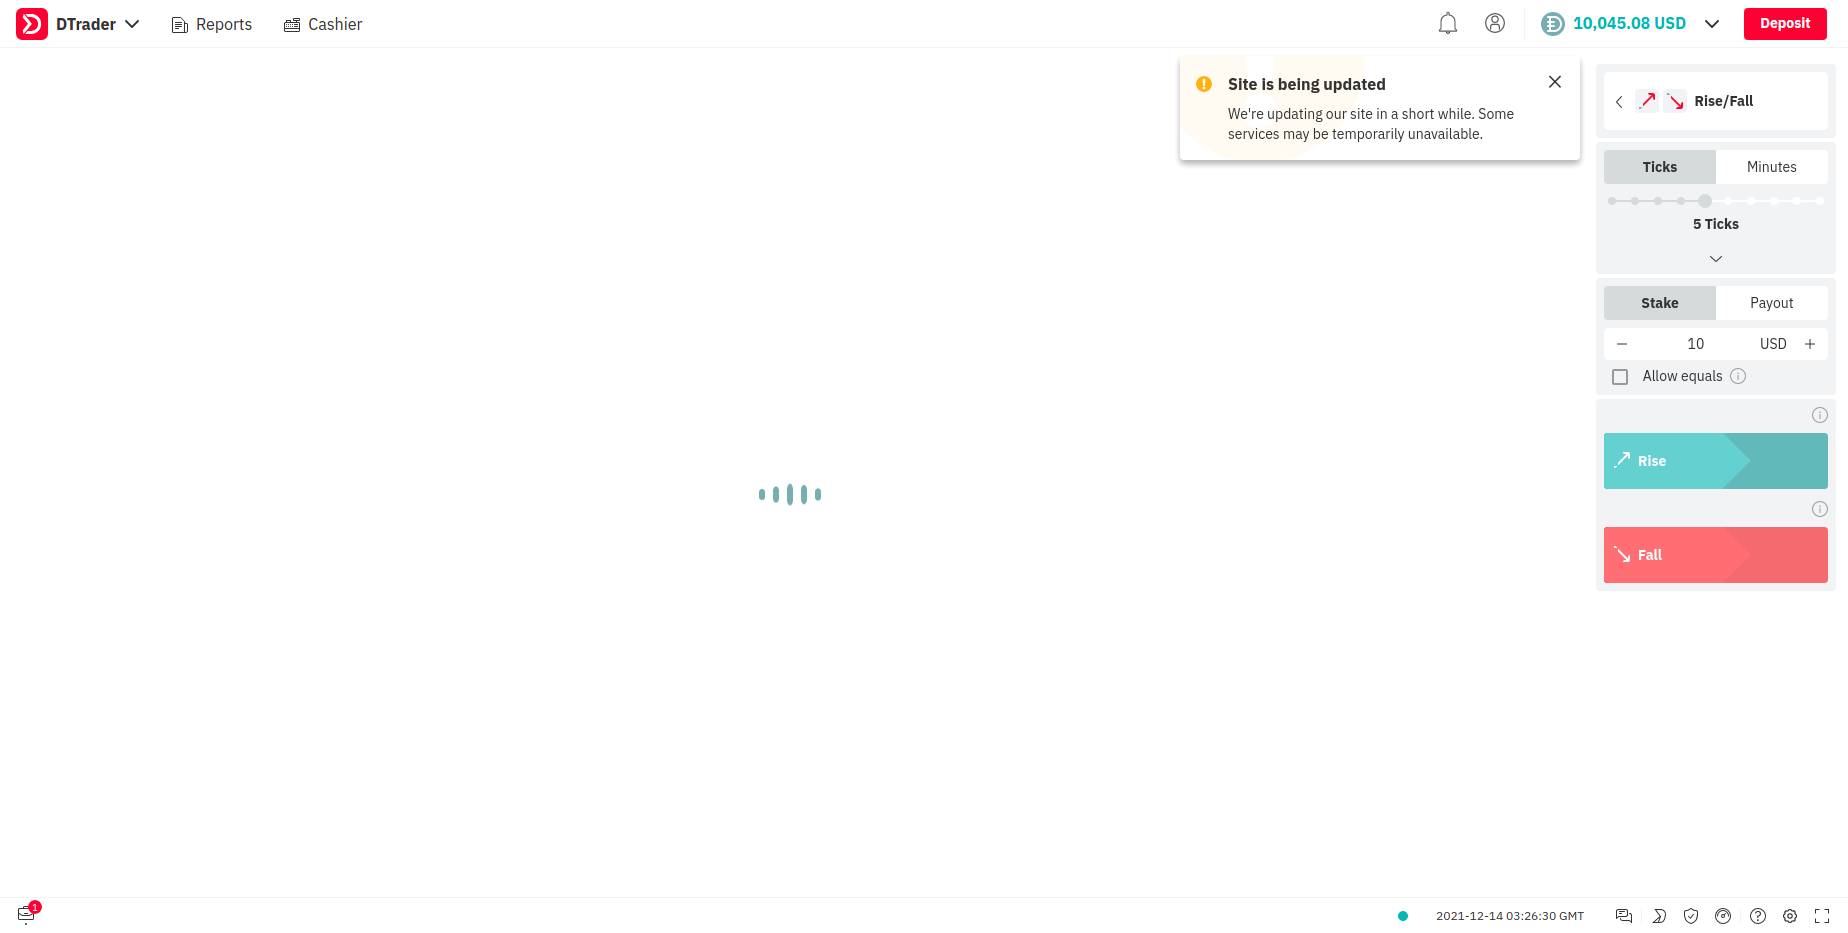 DTrader
Reports
Cashier
10,045.08 USD
Deposit
Site is being updated
We're updating our site in a short while. Some
services may be temporarily unavailable.
Rise/Fall
Ticks
Minutes
5 Ticks
Stake
Payout
10
USD
Allow equals
Rise
Fall
1
2021-12-14 03:26:30 GMT